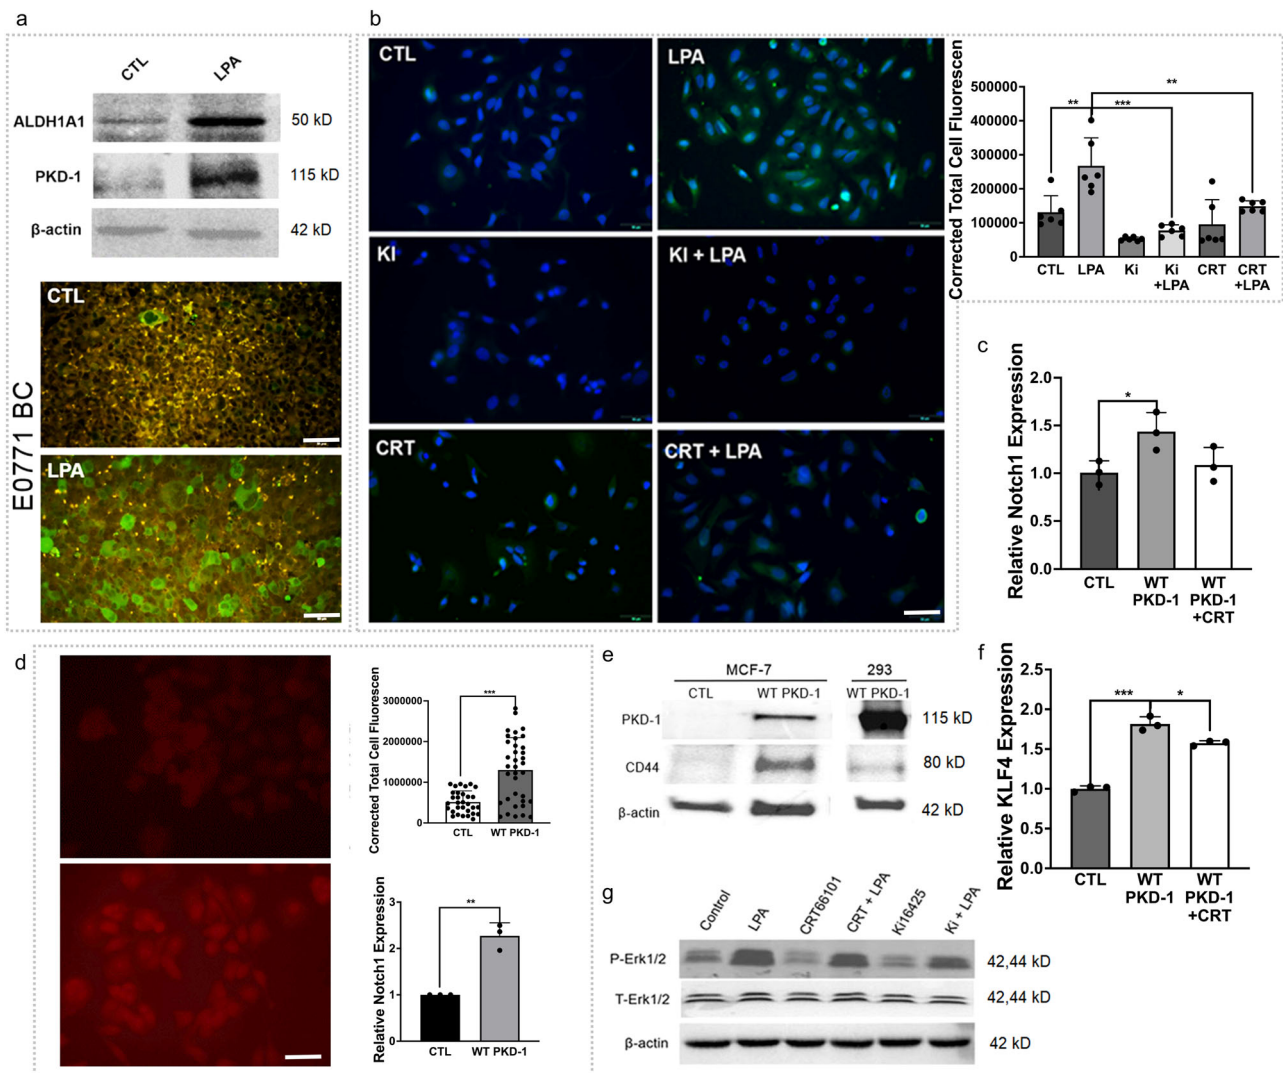 a
CTL
LPA
ALDH1A1
50 kD
PKD-1
115 kD
β-actin
42 kD
E0771 BC
CTL
LPA
b
CTL
LPA
KI
KI + LPA
CRT
CRT + LPA
Corrected Total Cell Fluorescen
500000
400000
300000
200000
100000
0
**
***
**
CTL
LPA
Ki
Ki
+LPA
CRT
CRT
+LPA
c
Relative Notch1 Expression
2.0
1.5
1.0
0.5
0.0
*
CTL
WT
PKD-1
WT
PKD-1
+CRT
d
Corrected Total Cell Fluorescen
3000000
2000000
1000000
0
***
CTL
WT PKD-1
Relative Notch1 Expression
3
2
1
0
**
CTL
WT PKD-1
e
MCF-7
293
CTL
WT PKD-1
WT PKD-1
PKD-1
115 kD
CD44
80 kD
β-actin
42 kD
f
Relative KLF4 Expression
2.5
2.0
1.5
1.0
0.5
0.0
***
*
CTL
WT
PKD-1
WT
PKD-1
+CRT
g
Control
LPA
CRT66101
CRT + LPA
Ki16425
Ki + LPA
P-Erk1/2
42,44 kD
T-Erk1/2
42,44 kD
β-actin
42 kD